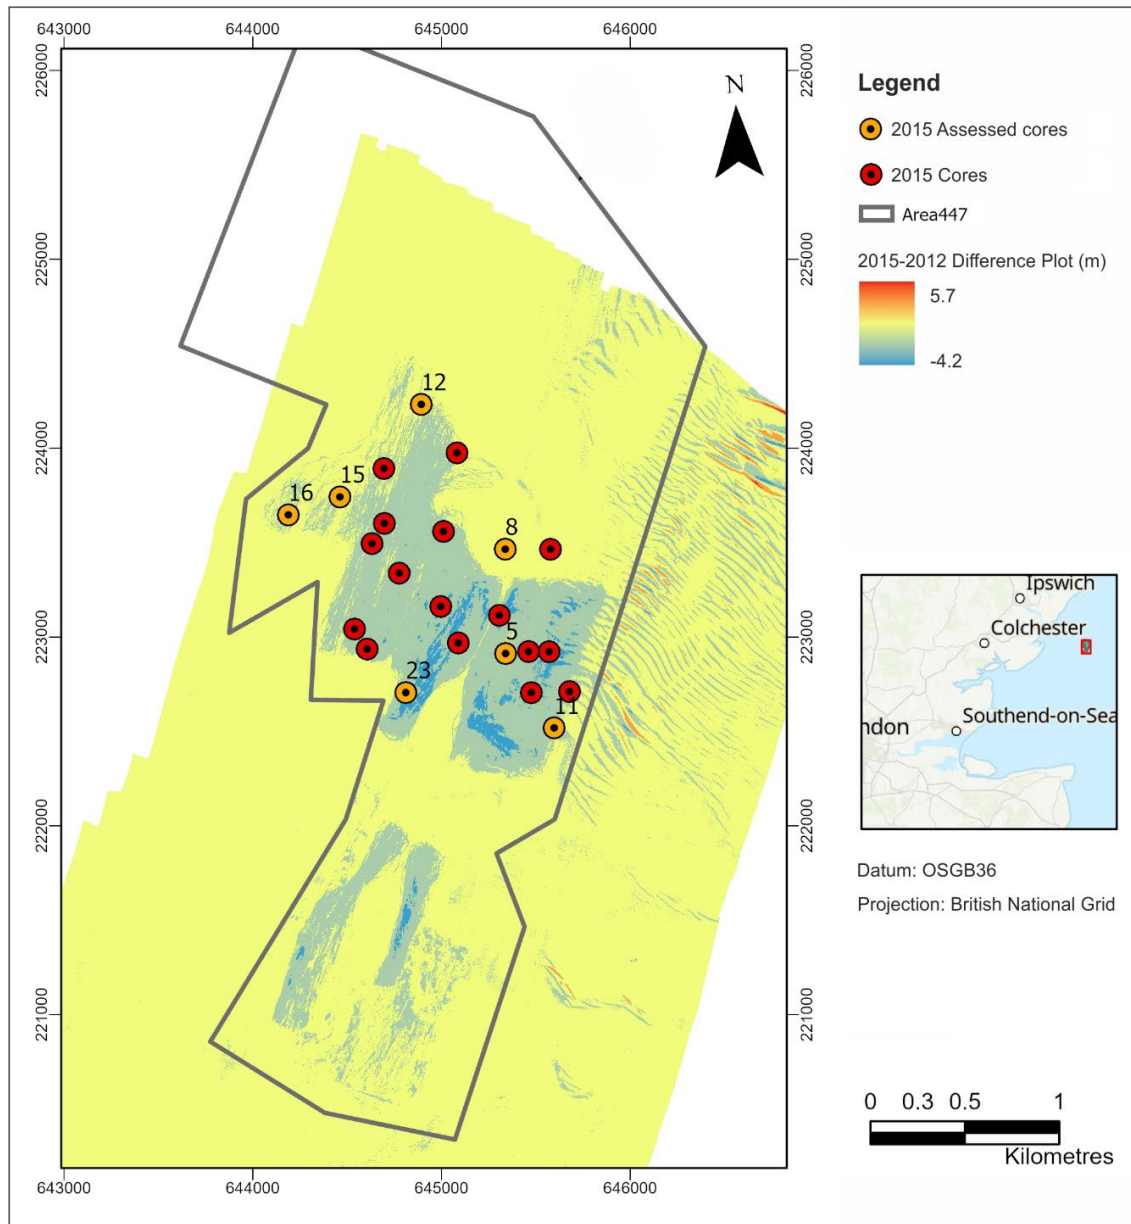 643000 644000 645000 646000
226000 226000
225000 225000
224000 224000
223000 223000
222000 222000
221000 221000
643000 644000 645000 646000
N
12
15
16
8
5
23
11
Legend
2015 Assessed cores
2015 Cores
Area447
2015-2012 Difference Plot (m)
5.7
-4.2
Ipswich
Colchester
Southend-on-Sea
ndon
Datum: OSGB36
Projection: British National Grid
0 0.3 0.5 1
Kilometres